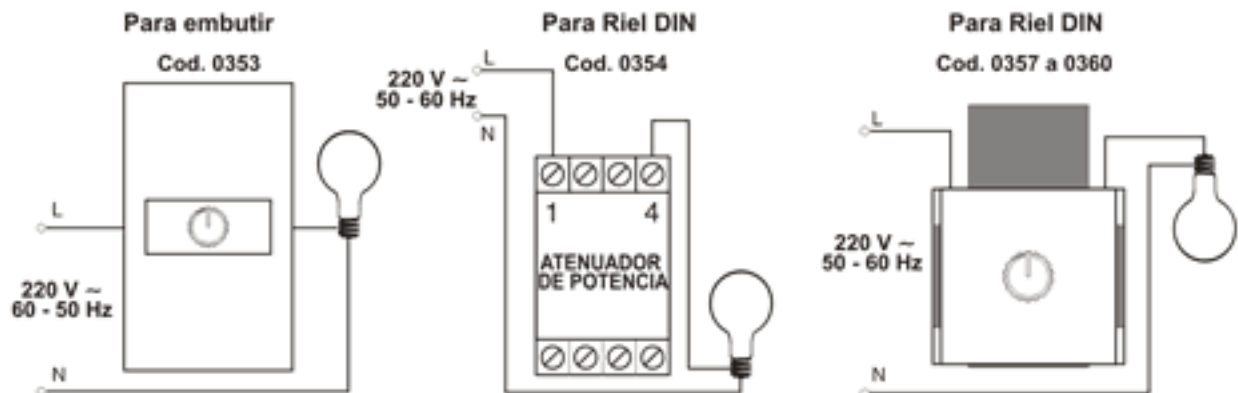 Para embutir
Cod. 0353
L
220 V ~
60 - 50 Hz
N
Para Riel DIN
Cod. 0354
L
220 V ~
50 - 60 Hz
N
1 4
ATENUADOR
DE POTENCIA
Para Riel DIN
Cod. 0357 a 0360
L
220 V ~
50 - 60 Hz
N